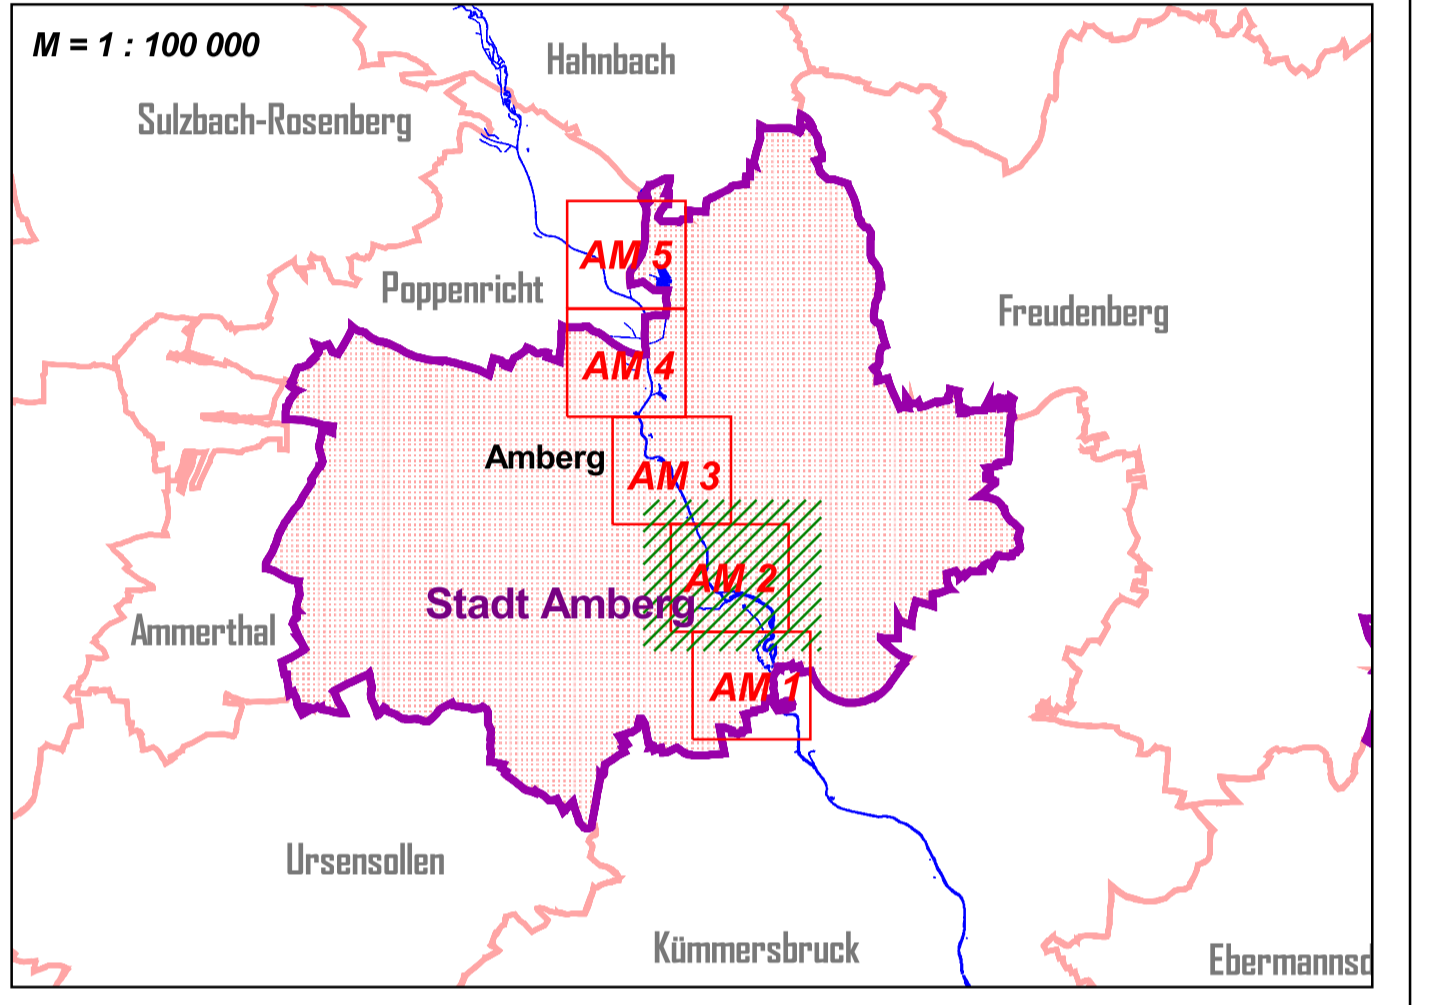 M = 1 : 100 000
Hahnbach
Sulzbach-Rosenberg
AM 5
Poppenricht
Freudenberg
AM 4
Amberg
AM 3
AM 2
Stadt Amberg
Ammerthal
AM 1
Ursensollen
Kümmersbruck
Ebermannsd